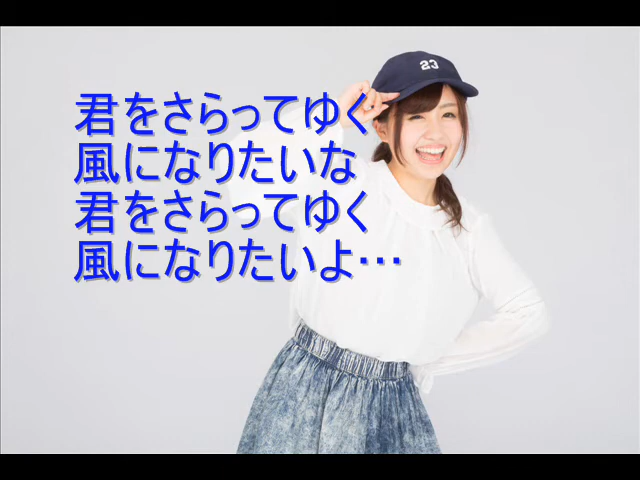 君をさらってゆく
風になりたいな
君をさらってゆく
風になりたいよ…
23